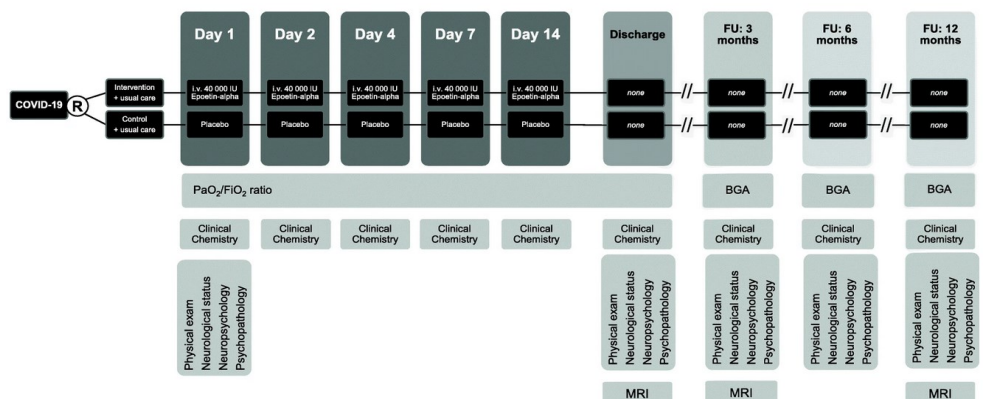 Day 1
Day 2
Day 4
Day 7
Day 14
Discharge
FU: 3
months
FU: 6
months
FU: 12
months
COVID-19
R
Intervention
+ usual care
i.v. 40 000 IU
Epoetin-alpha
i.v. 40 000 IU
Epoetin-alpha
i.v. 40 000 IU
Epoetin-alpha
i.v. 40 000 IU
Epoetin-alpha
i.v. 40 000 IU
Epoetin-alpha
none
//
none
//
none
//
none
Control
+ usual care
Placebo
Placebo
Placebo
Placebo
Placebo
none
//
none
//
none
//
none
PaO₂/FiO₂ ratio
BGA
BGA
BGA
Clinical
Chemistry
Clinical
Chemistry
Clinical
Chemistry
Clinical
Chemistry
Clinical
Chemistry
Clinical
Chemistry
Clinical
Chemistry
Clinical
Chemistry
Clinical
Chemistry
Physical exam
Neurological status
Neuropsychology
Psychopathology
Physical exam
Neurological status
Neuropsychology
Psychopathology
Physical exam
Neurological status
Neuropsychology
Psychopathology
Physical exam
Neurological status
Neuropsychology
Psychopathology
Physical exam
Neurological status
Neuropsychology
Psychopathology
MRI
MRI
MRI